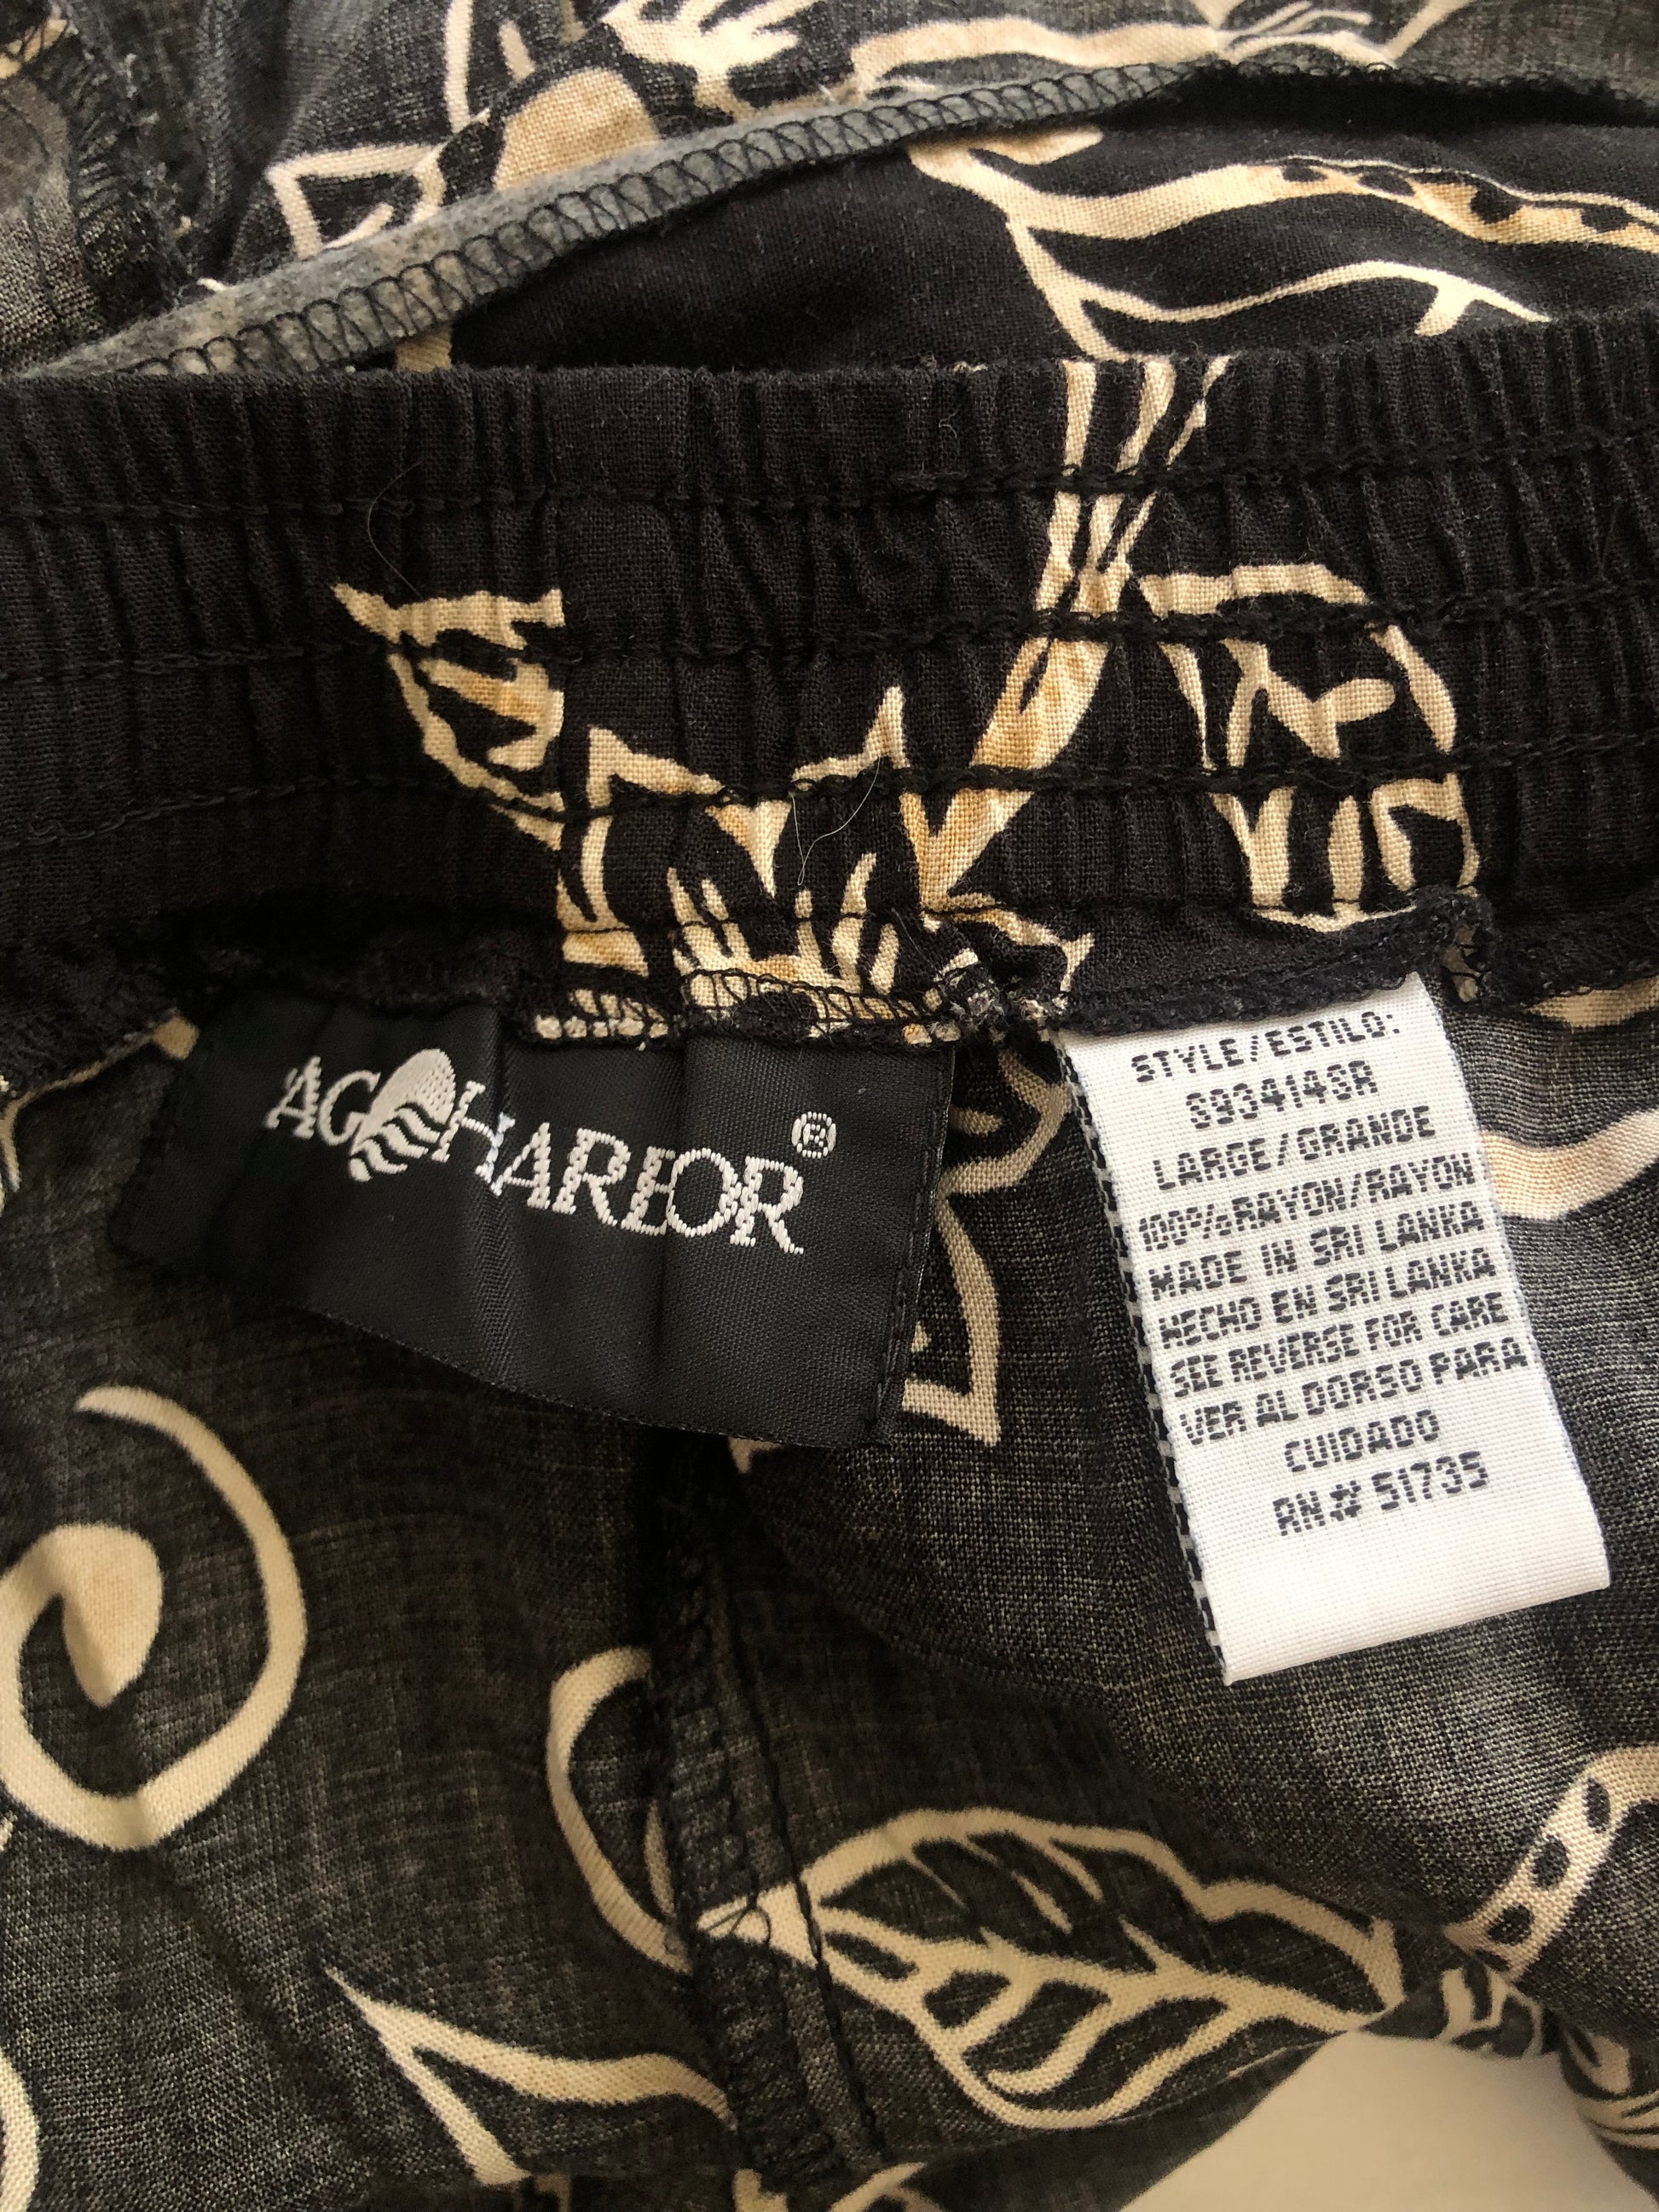 AG HARBOR®
STYLE/ESTILO:
S93414SR
LARGE/GRANDE
100%RAYON/RAYON
MADE IN SRI LANKA
HECHO EN SRI LANKA
SEE REVERSE FOR CARE
VER AL DORSO PARA
CUIDADO
RN# 51735